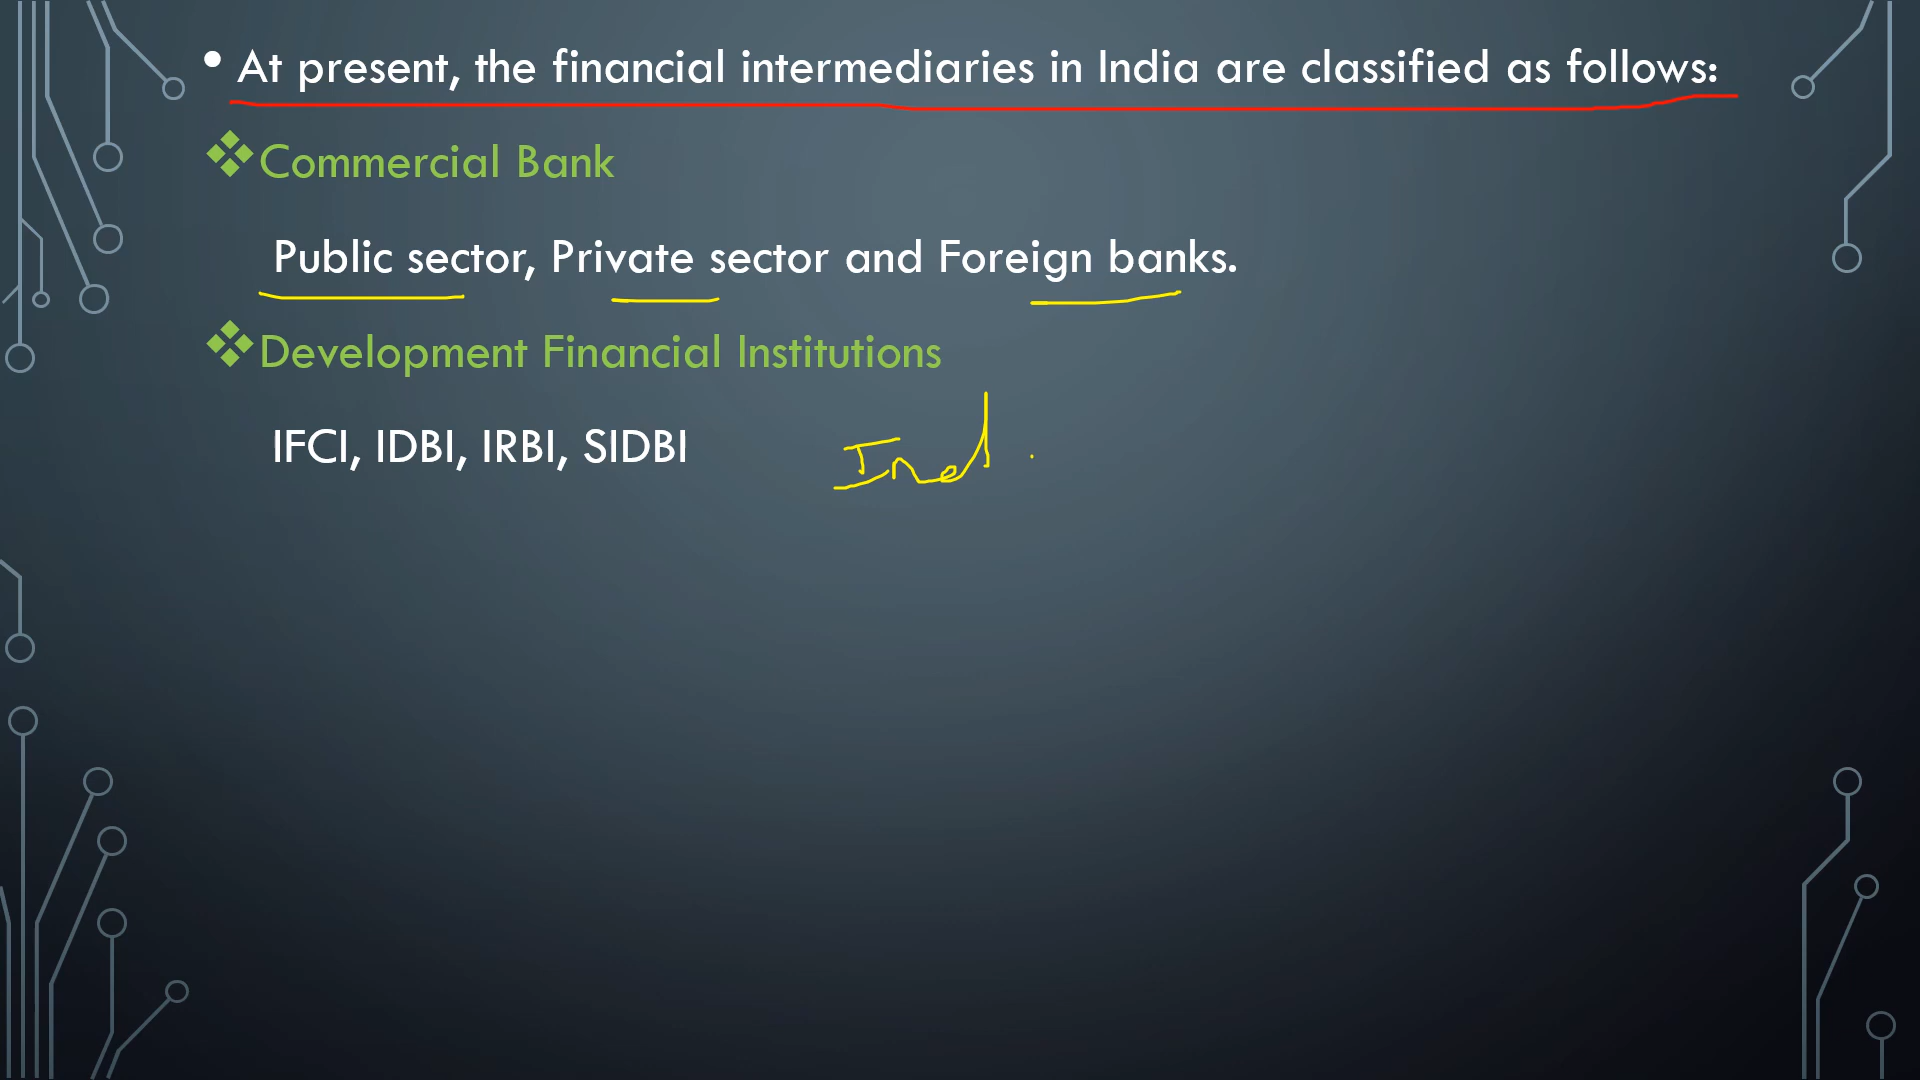 • At present, the financial intermediaries in India are classified as follows:
❖Commercial Bank
Public sector, Private sector and Foreign banks.
❖Development Financial Institutions
IFCI, IDBI, IRBI, SIDBI
Ind .